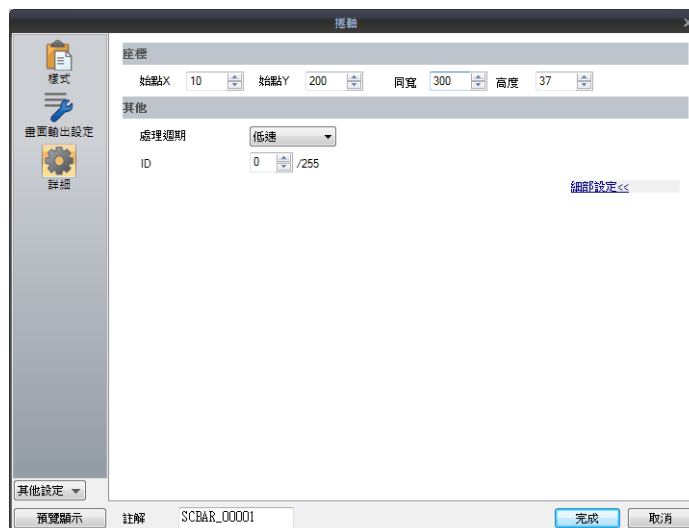 捲軸
樣式
畫面輸出設定
詳細
座標
始點X 10 始點Y 200 同寬 300 高度 37
其他
處理週期 低速
ID 0 /255
細部設定<<
其他設定
預覽顯示 註解 SCBAR_00001 完成 取消